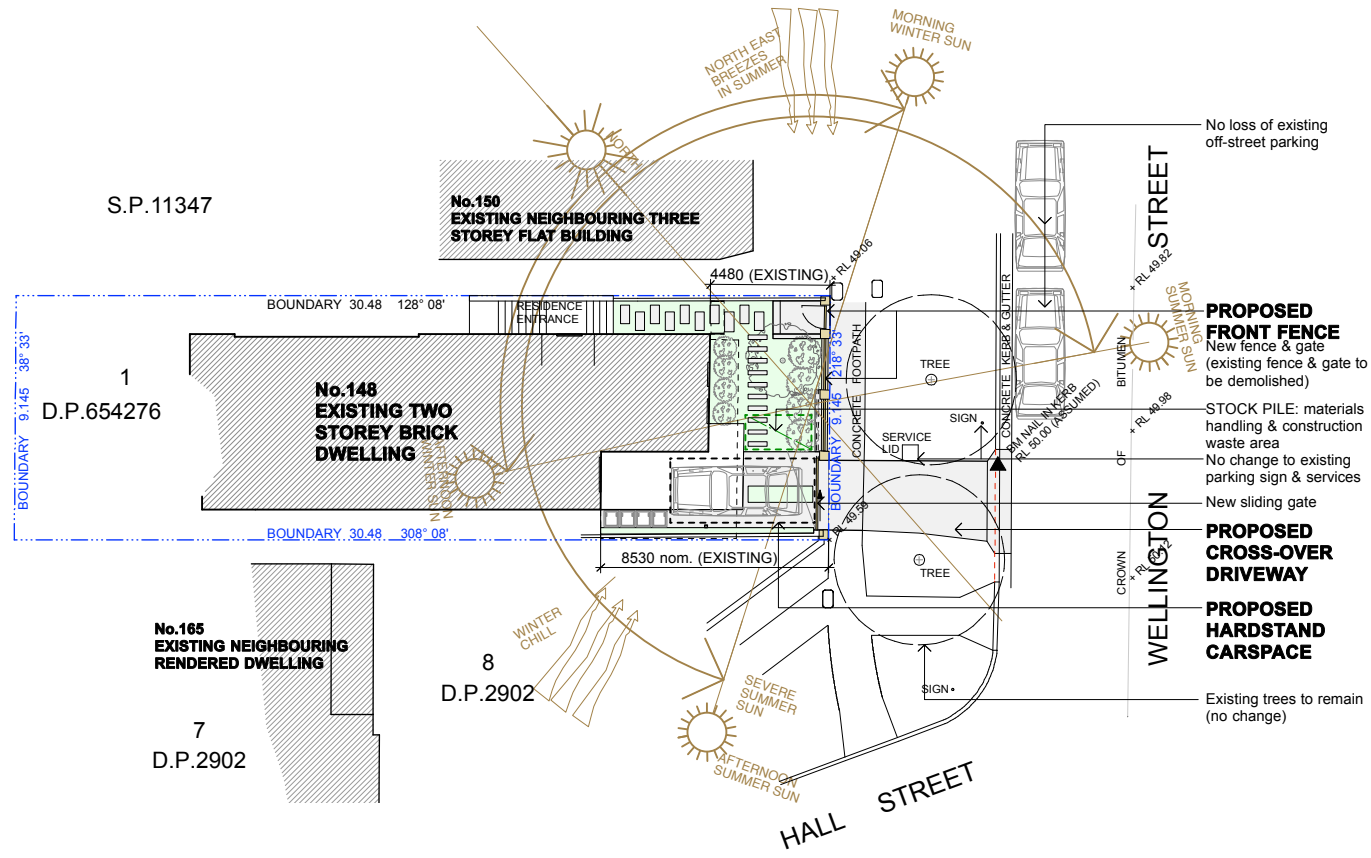 NORTH EAST
BREEZES
IN SUMMER
MORNING
WINTER SUN
NORTH
S.P.11347
No.150
EXISTING NEIGHBOURING THREE
STOREY FLAT BUILDING
4480 (EXISTING)
+ RL 49.06
BOUNDARY 30.48 128° 08'
RESIDENCE
ENTRANCE
BOUNDARY 9.145 38° 33'
1
D.P.654276
No.148
EXISTING TWO
STOREY BRICK
DWELLING
AFTERNOON
WINTER SUN
BOUNDARY 30.48 308° 08'
8530 nom. (EXISTING)
BOUNDARY 9.145 218° 33'
CONCRETE FOOTPATH
TREE
SIGN
SERVICE
LID
CONCRETE KERB & GUTTER
BM NAIL IN KERB
RL 50.00 (ASSUMED)
RL 49.59
TREE
SIGN
+ RL 49.82
+ RL 49.98
CROWN OF BITUMEN
MORNING
SUMMER SUN
WELLINGTON STREET
No loss of existing
off-street parking
PROPOSED
FRONT FENCE
New fence & gate
(existing fence & gate to
be demolished)
STOCK PILE: materials
handling & construction
waste area
No change to existing
parking sign & services
New sliding gate
PROPOSED
CROSS-OVER
DRIVEWAY
PROPOSED
HARDSTAND
CARSPACE
Existing trees to remain
(no change)
No.165
EXISTING NEIGHBOURING
RENDERED DWELLING
7
D.P.2902
8
D.P.2902
WINTER
CHILL
SEVERE
SUMMER
SUN
AFTERNOON
SUMMER SUN
HALL STREET